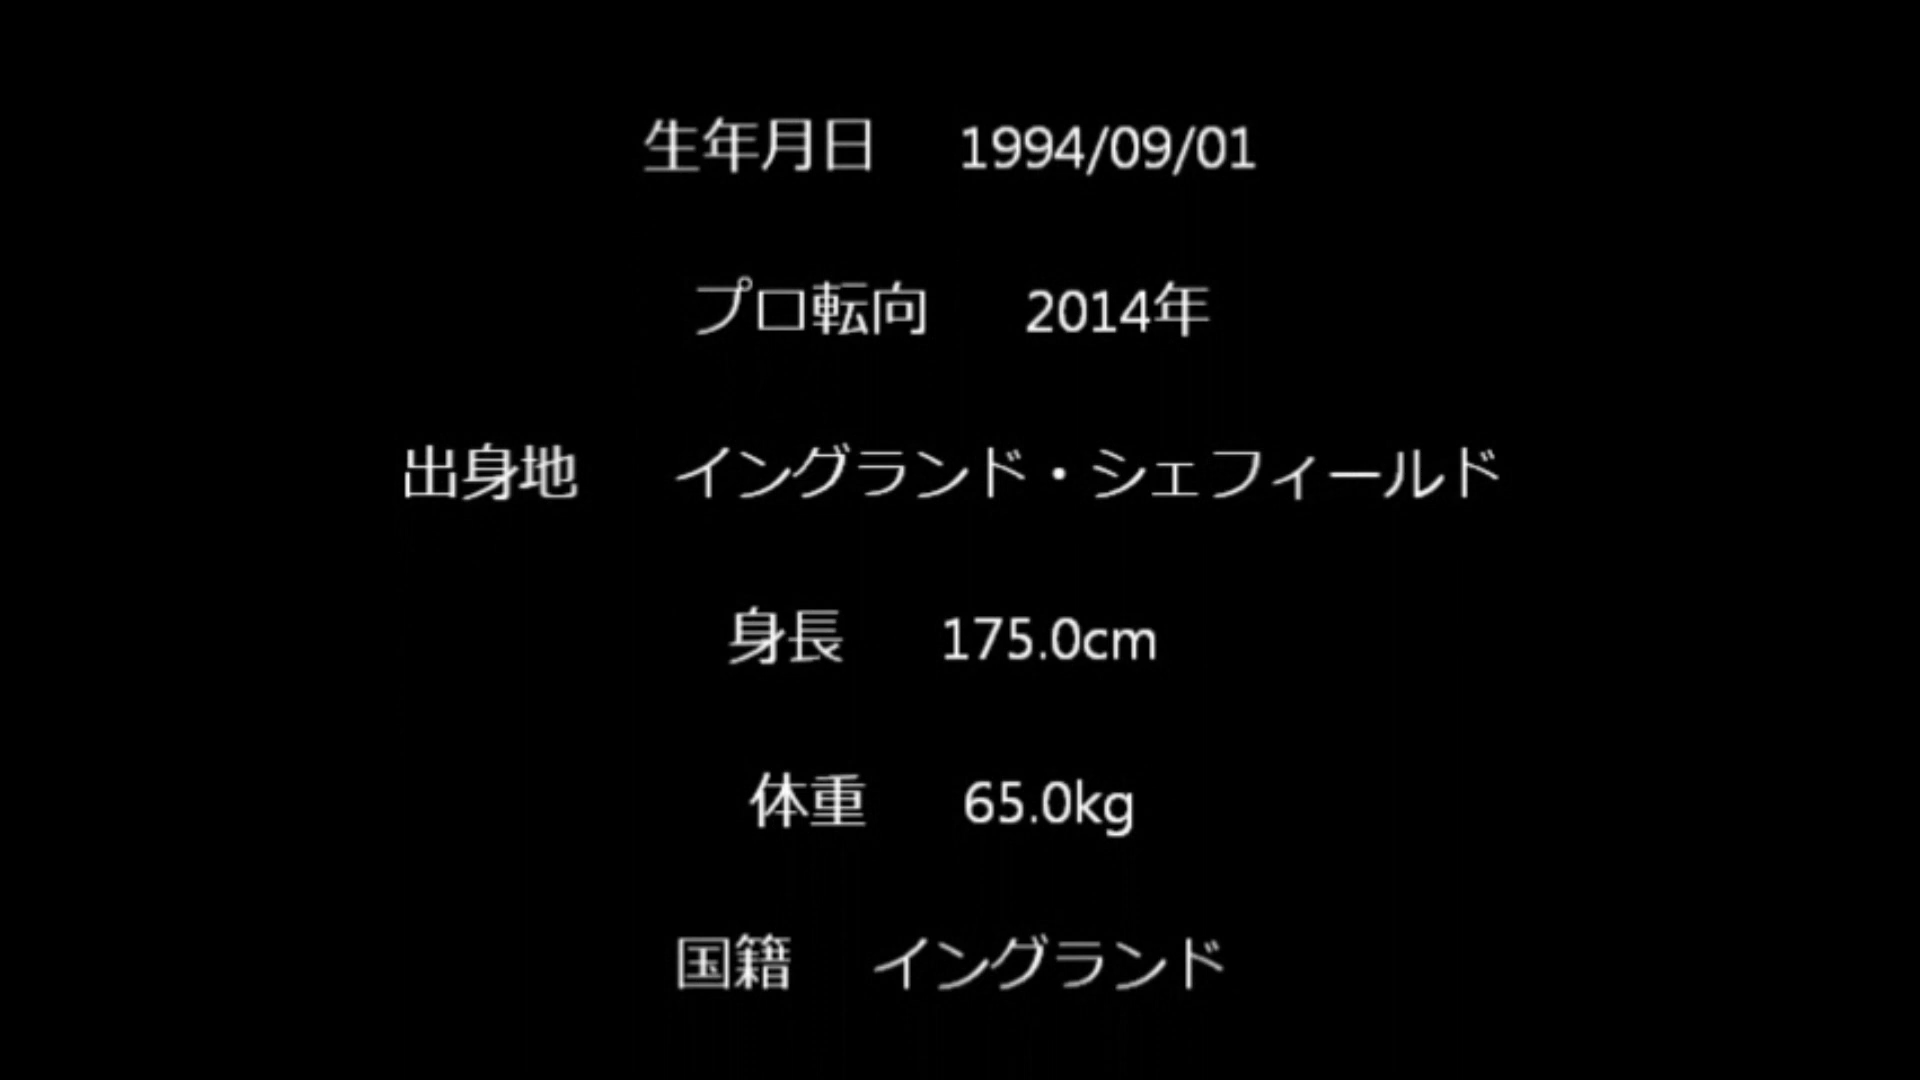 生年月日 1994/09/01
プロ転向 2014年
出身地 イングランド・シェフィールド
身長 175.0cm
体重 65.0kg
国籍 イングランド